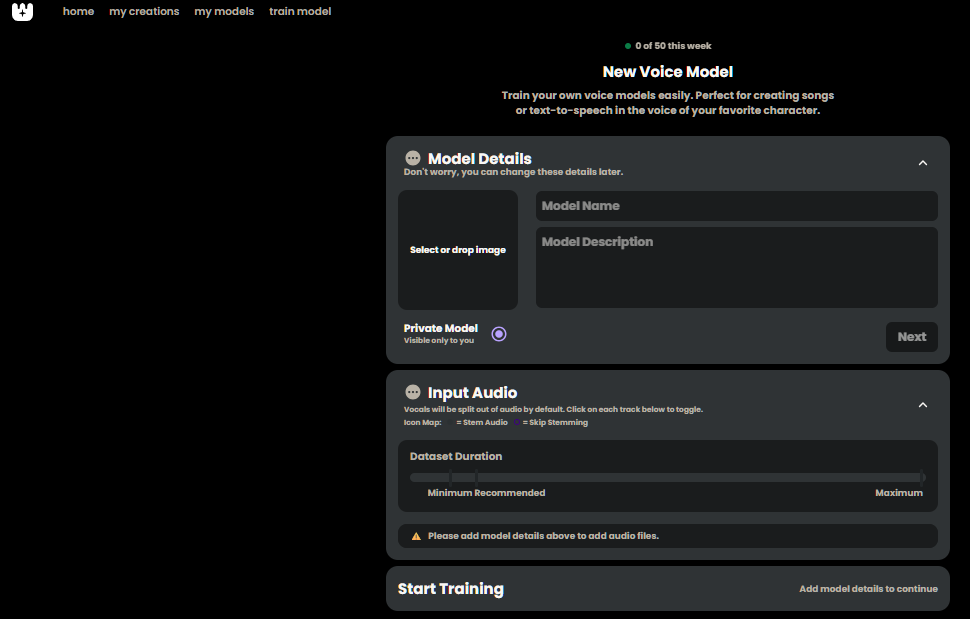 home my creations my models train model
0 of 50 this week
New Voice Model
Train your own voice models easily. Perfect for creating songs
or text-to-speech in the voice of your favorite character.
Model Details
Don't worry, you can change these details later.
Select or drop image
Model Name
Model Description
Private Model
Visible only to you
Next
Input Audio
Vocals will be split out of audio by default. Click on each track below to toggle.
Icon Map: = Stem Audio = Skip Stemming
Dataset Duration
Minimum Recommended Maximum
Please add model details above to add audio files.
Start Training Add model details to continue